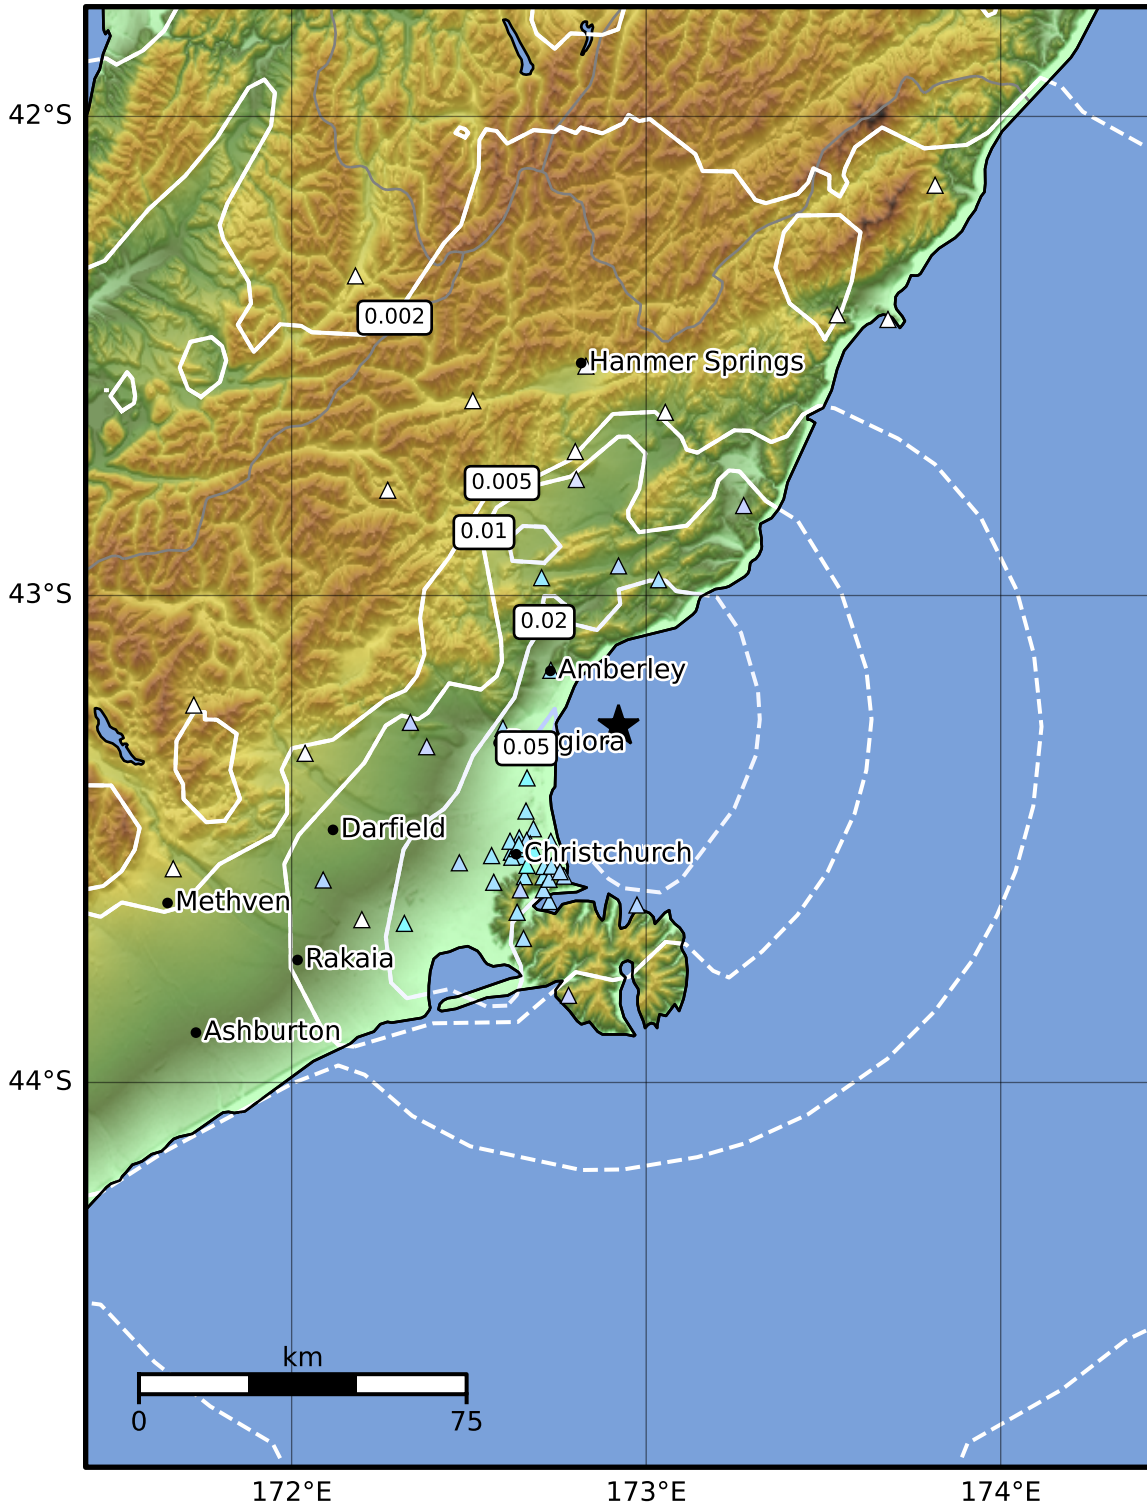 42°S
0.002
Hanmer Springs
0.005
0.01
43°S
0.02
Amberley
giora
0.05
Darfield
Christchurch
Methven
Rakaia
Ashburton
44°S
km
0
75
172°E
173°E
174°E